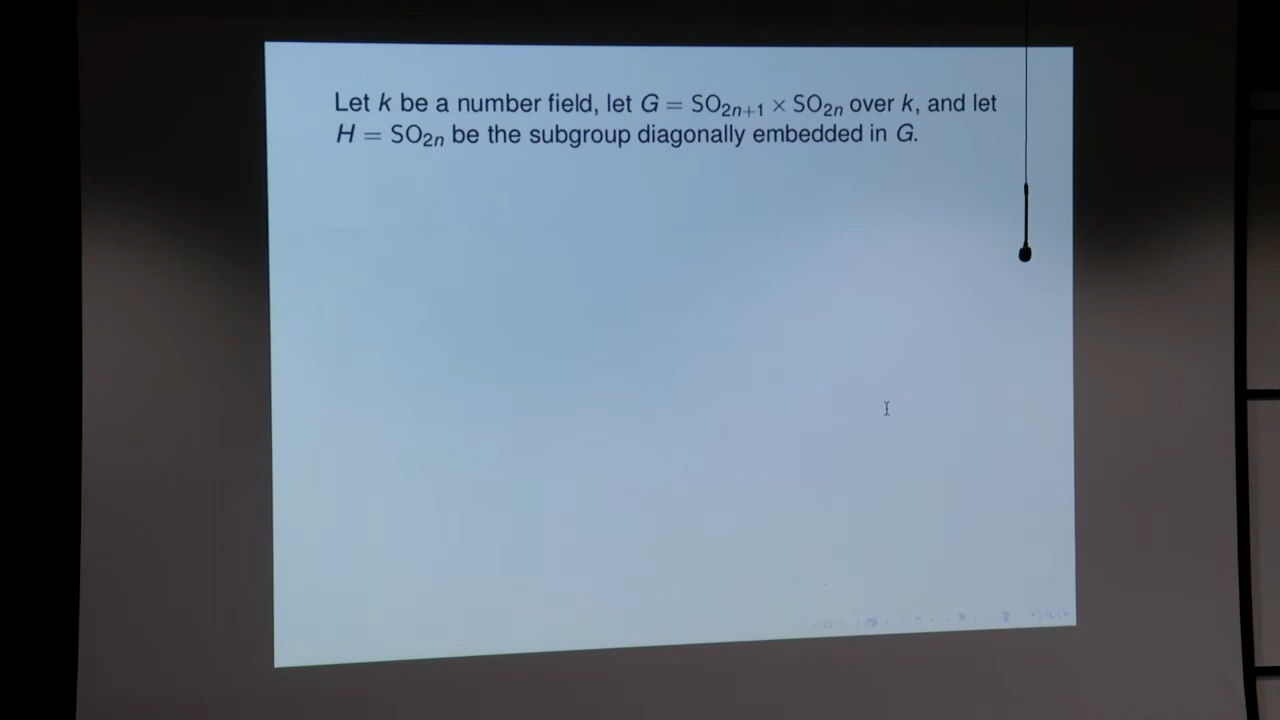 Let k be a number field, let G = SO₂ₙ₊₁ × SO₂ₙ over k, and let
H = SO₂ₙ be the subgroup diagonally embedded in G.